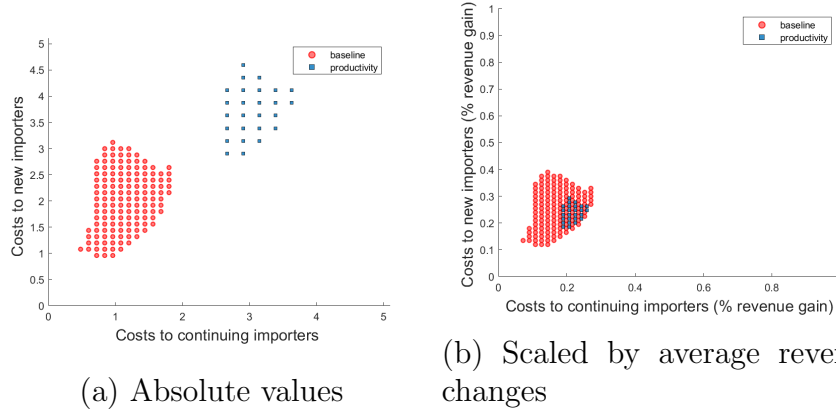 5
4.5
4
3.5
3
2.5
2
1.5
1
0.5
0
Costs to new importers
baseline
productivity
0 1 2 3 4 5
Costs to continuing importers
(a) Absolute values
1
0.9
0.8
0.7
0.6
0.5
0.4
0.3
0.2
0.1
0
Costs to new importers (% revenue gain)
baseline
productivity
0.2 0.4 0.6 0.8
Costs to continuing importers (% revenue gain)
(b) Scaled by average
changes